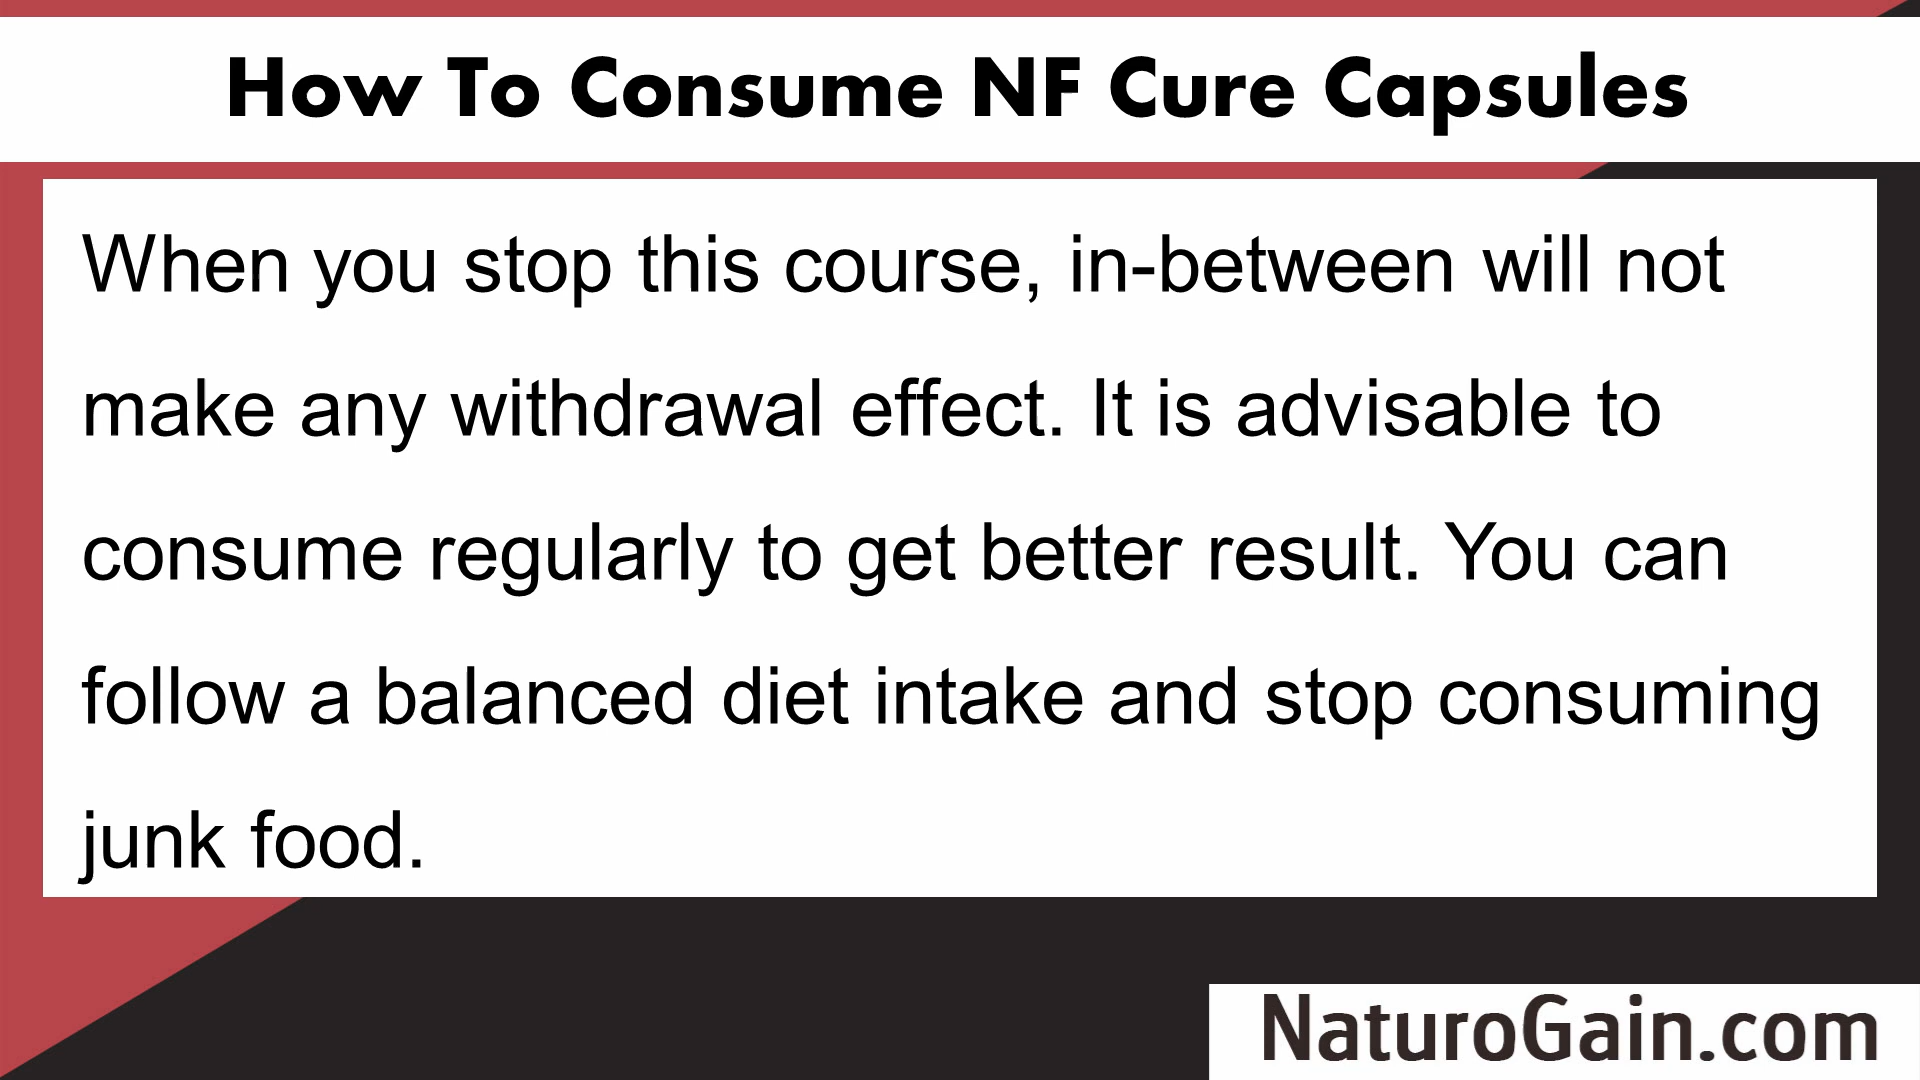 How To Consume NF Cure Capsules
When you stop this course, in-between will not
make any withdrawal effect. It is advisable to
consume regularly to get better result. You can
follow a balanced diet intake and stop consuming
junk food.
NaturoGain.com